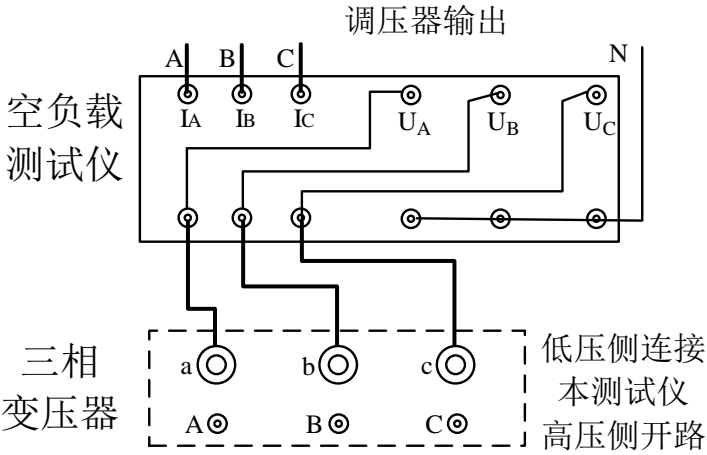 调压器输出
A B C N
空负载
测试仪
IA IB IC UA UB UC
三相
变压器
a b c
A B C
低压侧连接
本测试仪
高压侧开路